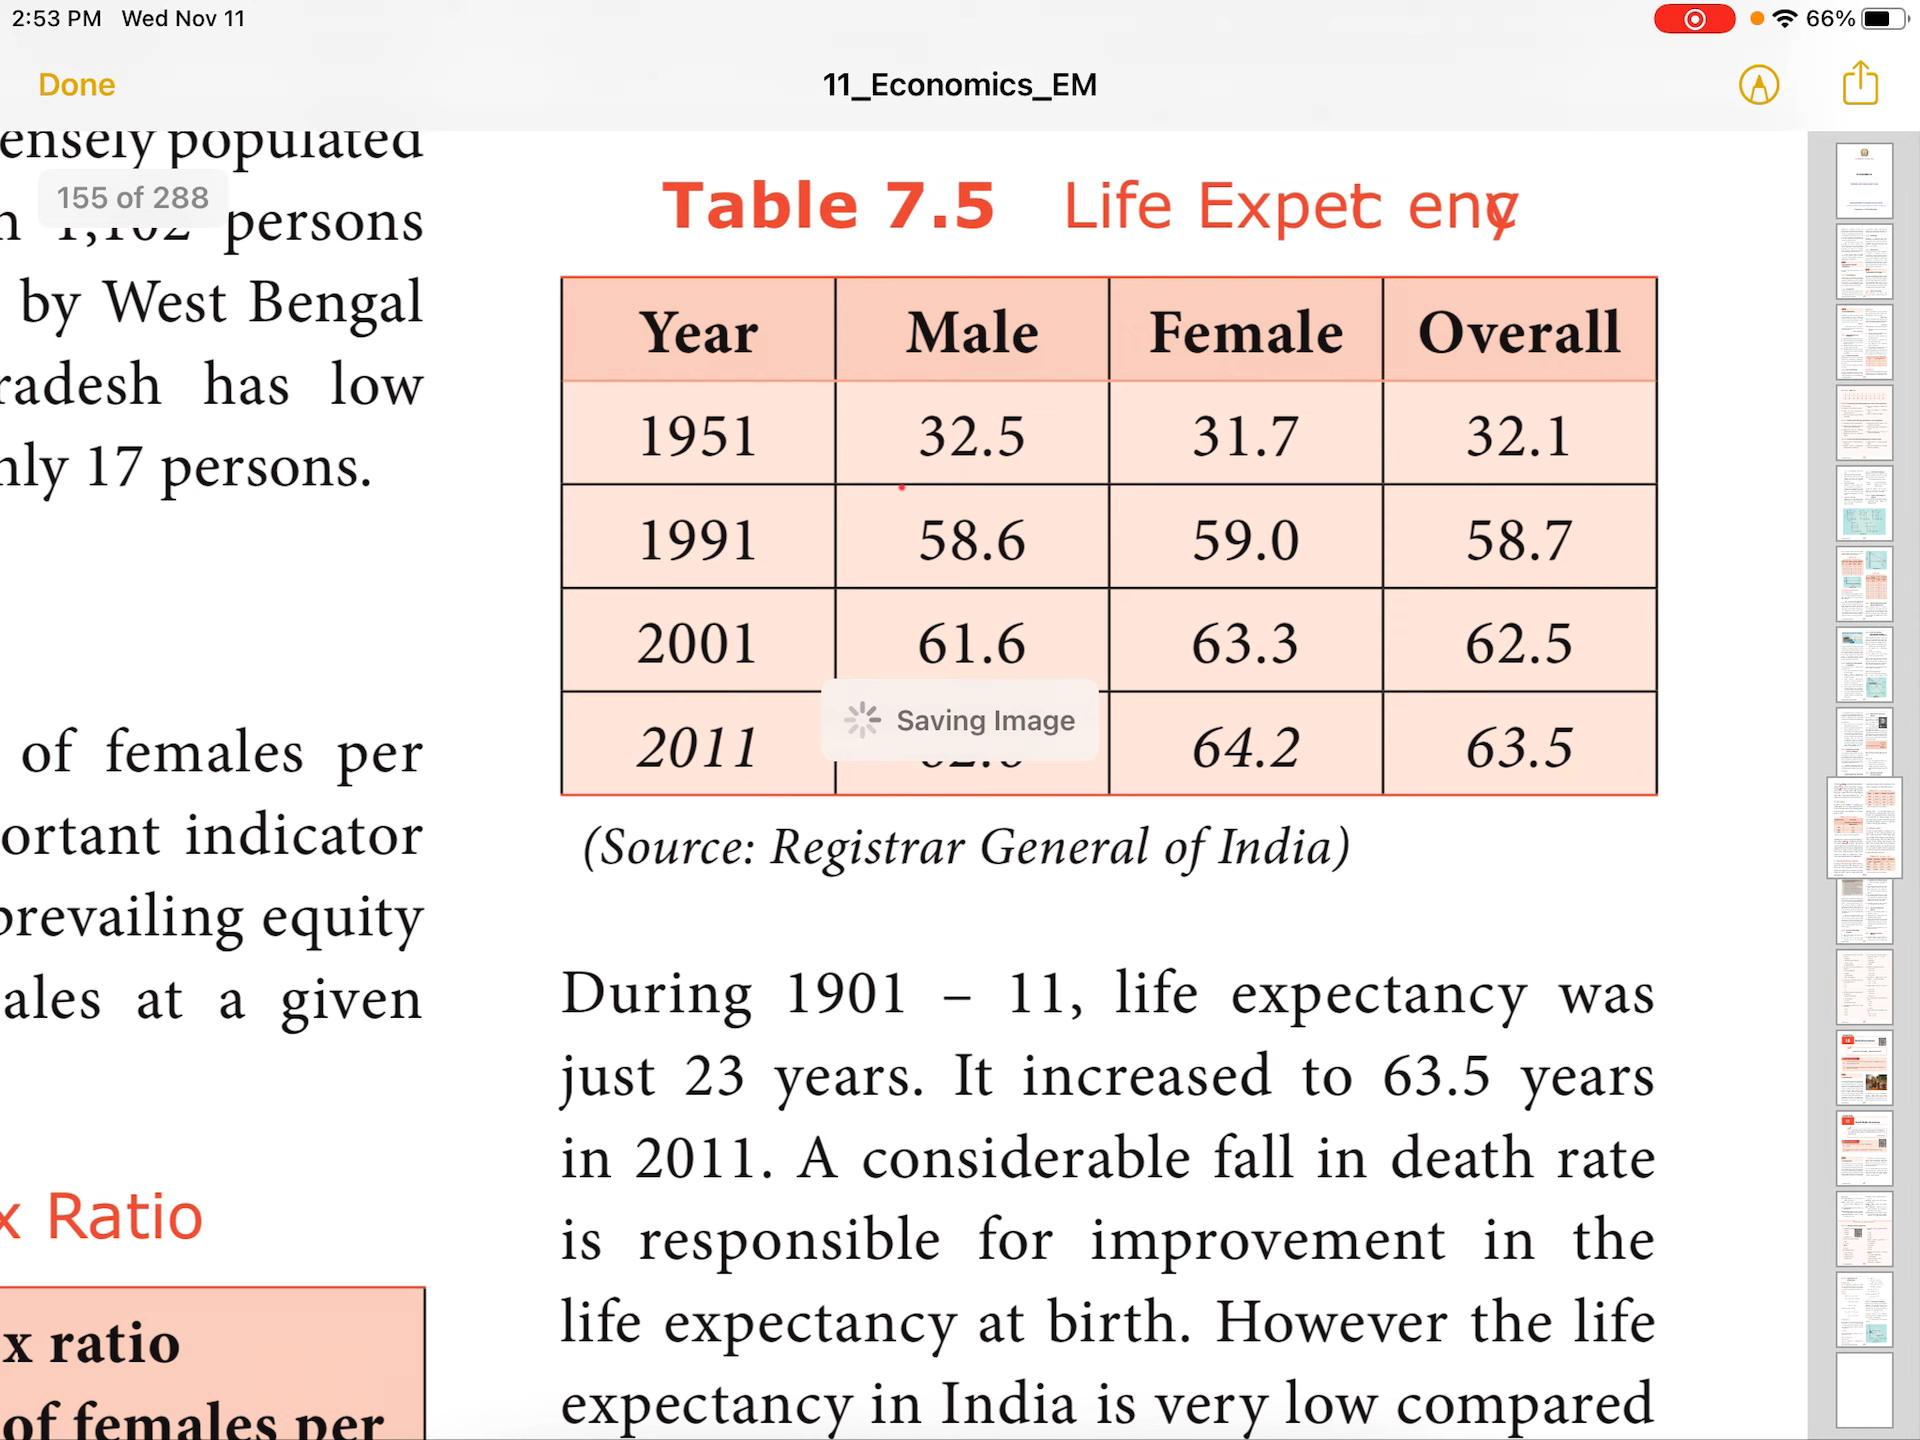 2:53 PM Wed Nov 11
66%
Done
11_Economics_EM
ensely populated
155 of 288
persons
by West Bengal
radesh has low
nly 17 persons.
of females per
ortant indicator
prevailing equity
ales at a given
x Ratio
x ratio
of females per
Table 7.5 Life Expect ency
Year Male Female Overall
1951 32.5 31.7 32.1
1991 58.6 59.0 58.7
2001 61.6 63.3 62.5
Saving Image
2011 64.2 63.5
(Source: Registrar General of India)
During 1901 – 11, life expectancy was
just 23 years. It increased to 63.5 years
in 2011. A considerable fall in death rate
is responsible for improvement in the
life expectancy at birth. However the life
expectancy in India is very low compared